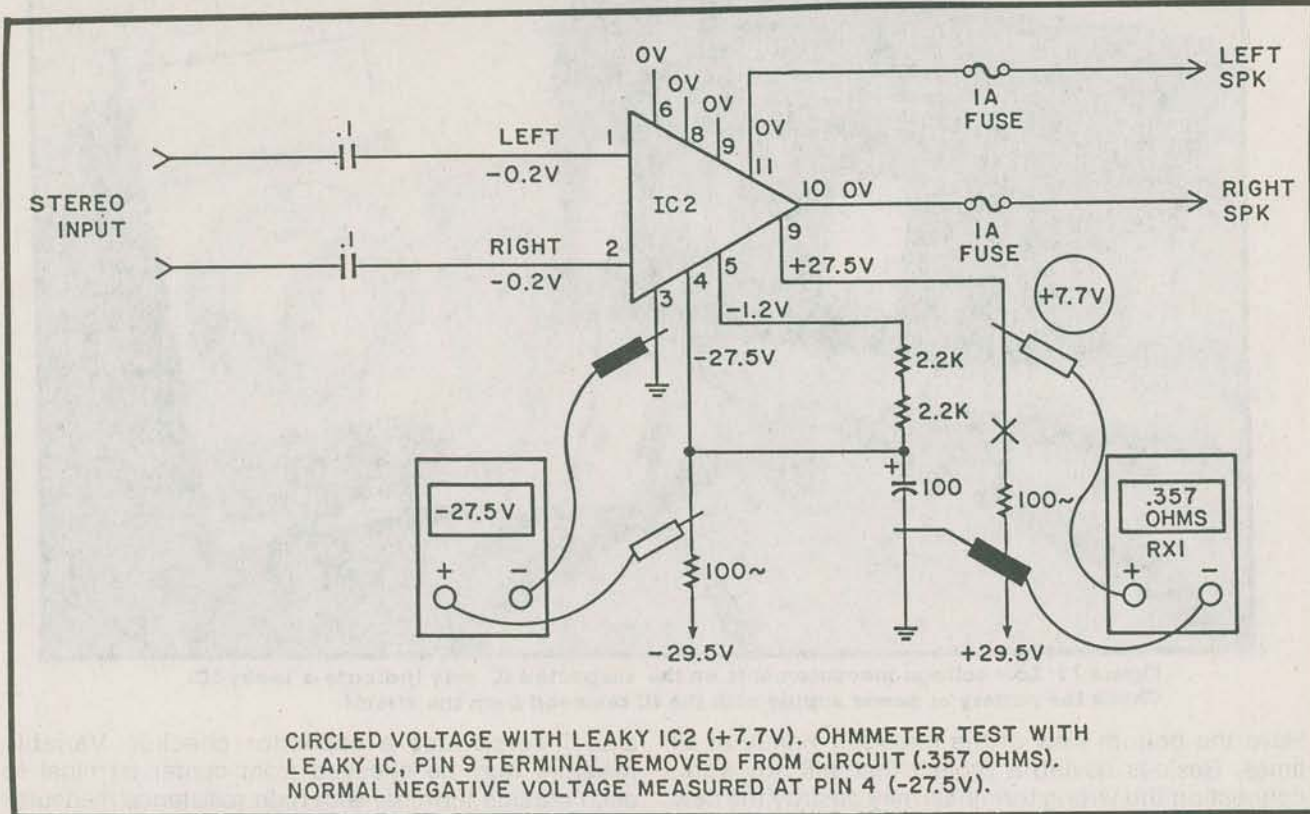 0V
0V
0V
6
8
9
0V
11
1A
FUSE
LEFT
SPK
.1
LEFT
-0.2V
1
IC2
10 0V
1A
FUSE
RIGHT
SPK
STEREO
INPUT
.1
RIGHT
-0.2V
2
3
4
5
9
+27.5V
-1.2V
-27.5V
+7.7V
2.2K
2.2K
+
100
100~
-27.5V
+ -
100~
.357
OHMS
RX1
+ -
-29.5V
+29.5V
CIRCLED VOLTAGE WITH LEAKY IC2 (+7.7V). OHMMETER TEST WITH
LEAKY IC, PIN 9 TERMINAL REMOVED FROM CIRCUIT (.357 OHMS).
NORMAL NEGATIVE VOLTAGE MEASURED AT PIN 4 (-27.5V).